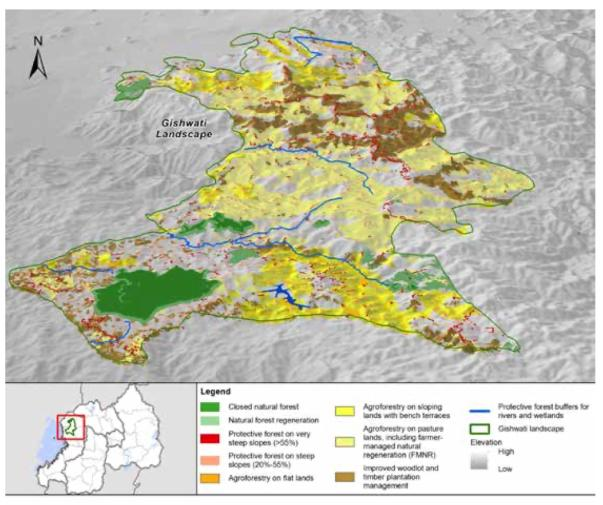 N
Gishwati
Landscape
Legend
Closed natural forest
Natural forest regeneration
Protective forest on very
steep slopes (>55%)
Protective forest on steep
slopes (20%-55%)
Agroforestry on flat lands
Agroforestry on sloping
lands with bench terraces
Agroforestry on pasture
lands, including farmer-
managed natural
regeneration (FMNR)
Improved woodlot and
timber plantation
management
Protective forest buffers for
rivers and wetlands
Gishwati landscape
Elevation
High
Low